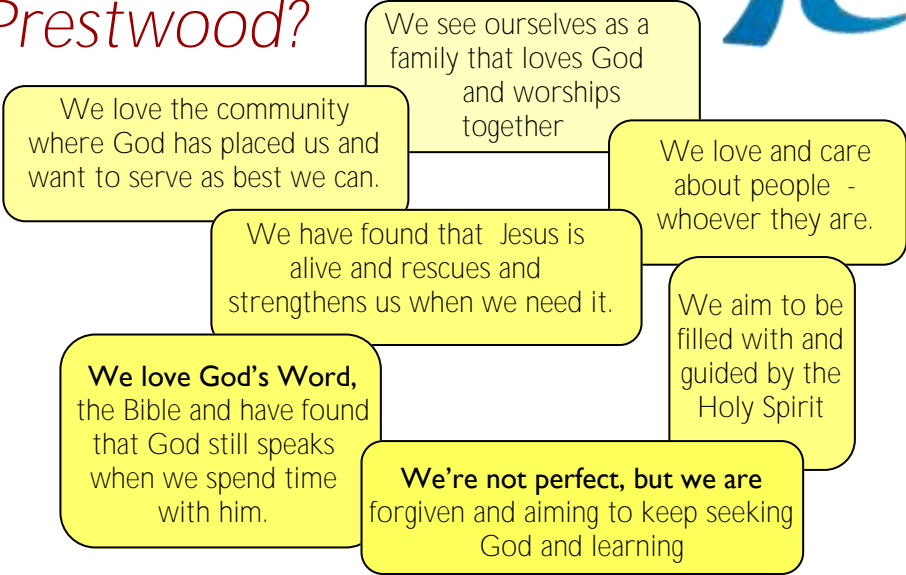 Prestwood?
We see ourselves as a
family that loves God
and worships
together
We love the community
where God has placed us and
want to serve as best we can.
We love and care
about people -
whoever they are.
We have found that Jesus is
alive and rescues and
strengthens us when we need it.
We aim to be
filled with and
guided by the
Holy Spirit
We love God's Word,
the Bible and have found
that God still speaks
when we spend time
with him.
We're not perfect, but we are
forgiven and aiming to keep seeking
God and learning